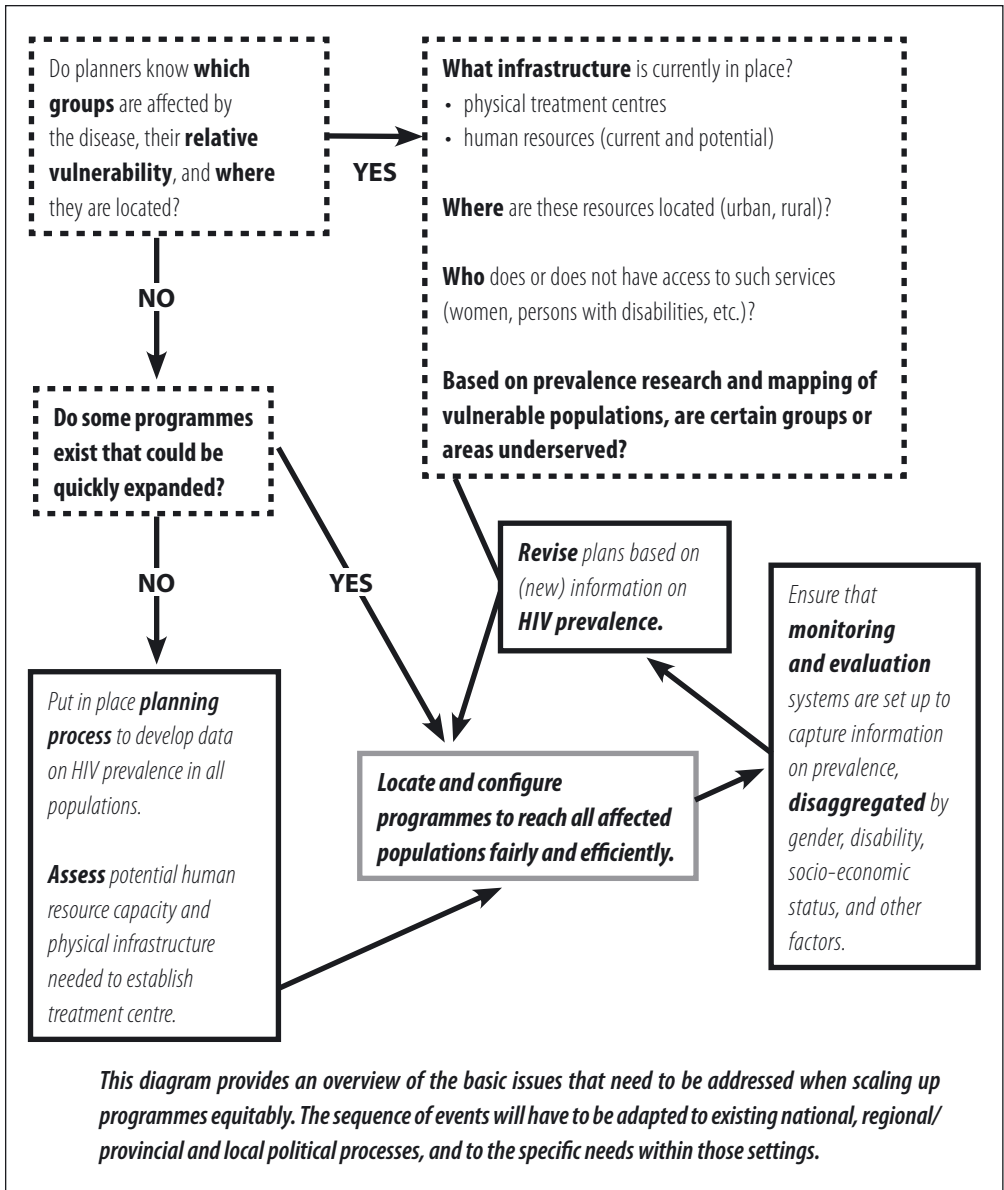 Do planners know which
groups are affected by
the disease, their relative
vulnerability, and where
they are located?
YES
What infrastructure is currently in place?
• physical treatment centres
• human resources (current and potential)
Where are these resources located (urban, rural)?
Who does or does not have access to such services
(women, persons with disabilities, etc.)?
Based on prevalence research and mapping of
vulnerable populations, are certain groups or
areas underserved?
NO
Do some programmes
exist that could be
quickly expanded?
NO
YES
Revise plans based on
(new) information on
HIV prevalence.
Ensure that
monitoring
and evaluation
systems are set up to
capture information
on prevalence,
disaggregated by
gender, disability,
socio-economic
status, and other
factors.
Put in place planning
process to develop data
on HIV prevalence in all
populations.
Assess potential human
resource capacity and
physical infrastructure
needed to establish
treatment centre.
Locate and configure
programmes to reach all affected
populations fairly and efficiently.
This diagram provides an overview of the basic issues that need to be addressed when scaling up
programmes equitably. The sequence of events will have to be adapted to existing national, regional/
provincial and local political processes, and to the specific needs within those settings.